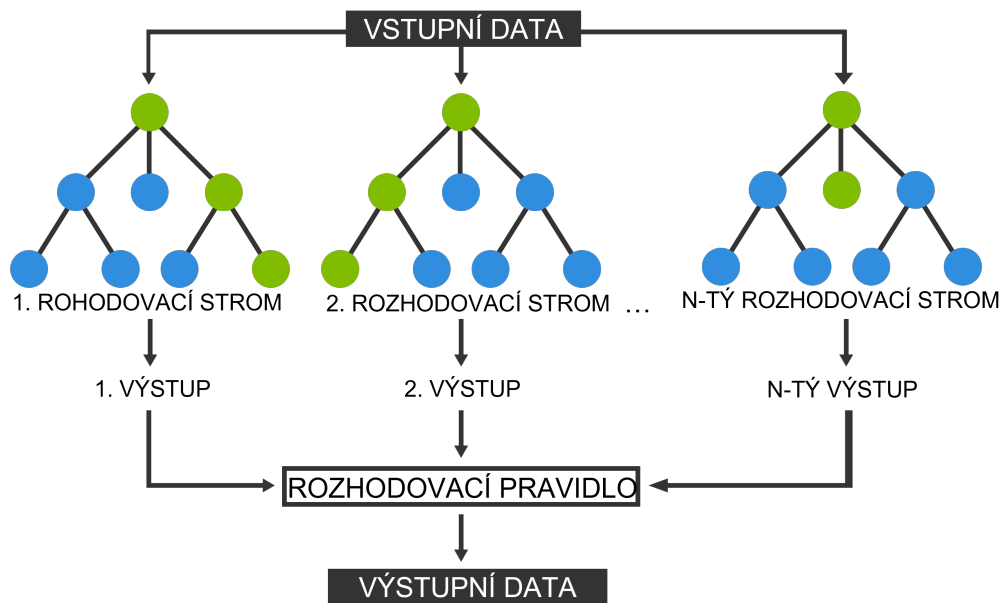 VSTUPNÍ DATA
1. ROHODOVACÍ STROM
2. ROZHODOVACÍ STROM
...
N-TÝ ROZHODOVACÍ STROM
1. VÝSTUP
2. VÝSTUP
N-TÝ VÝSTUP
ROZHODOVACÍ PRAVIDLO
VÝSTUPNÍ DATA